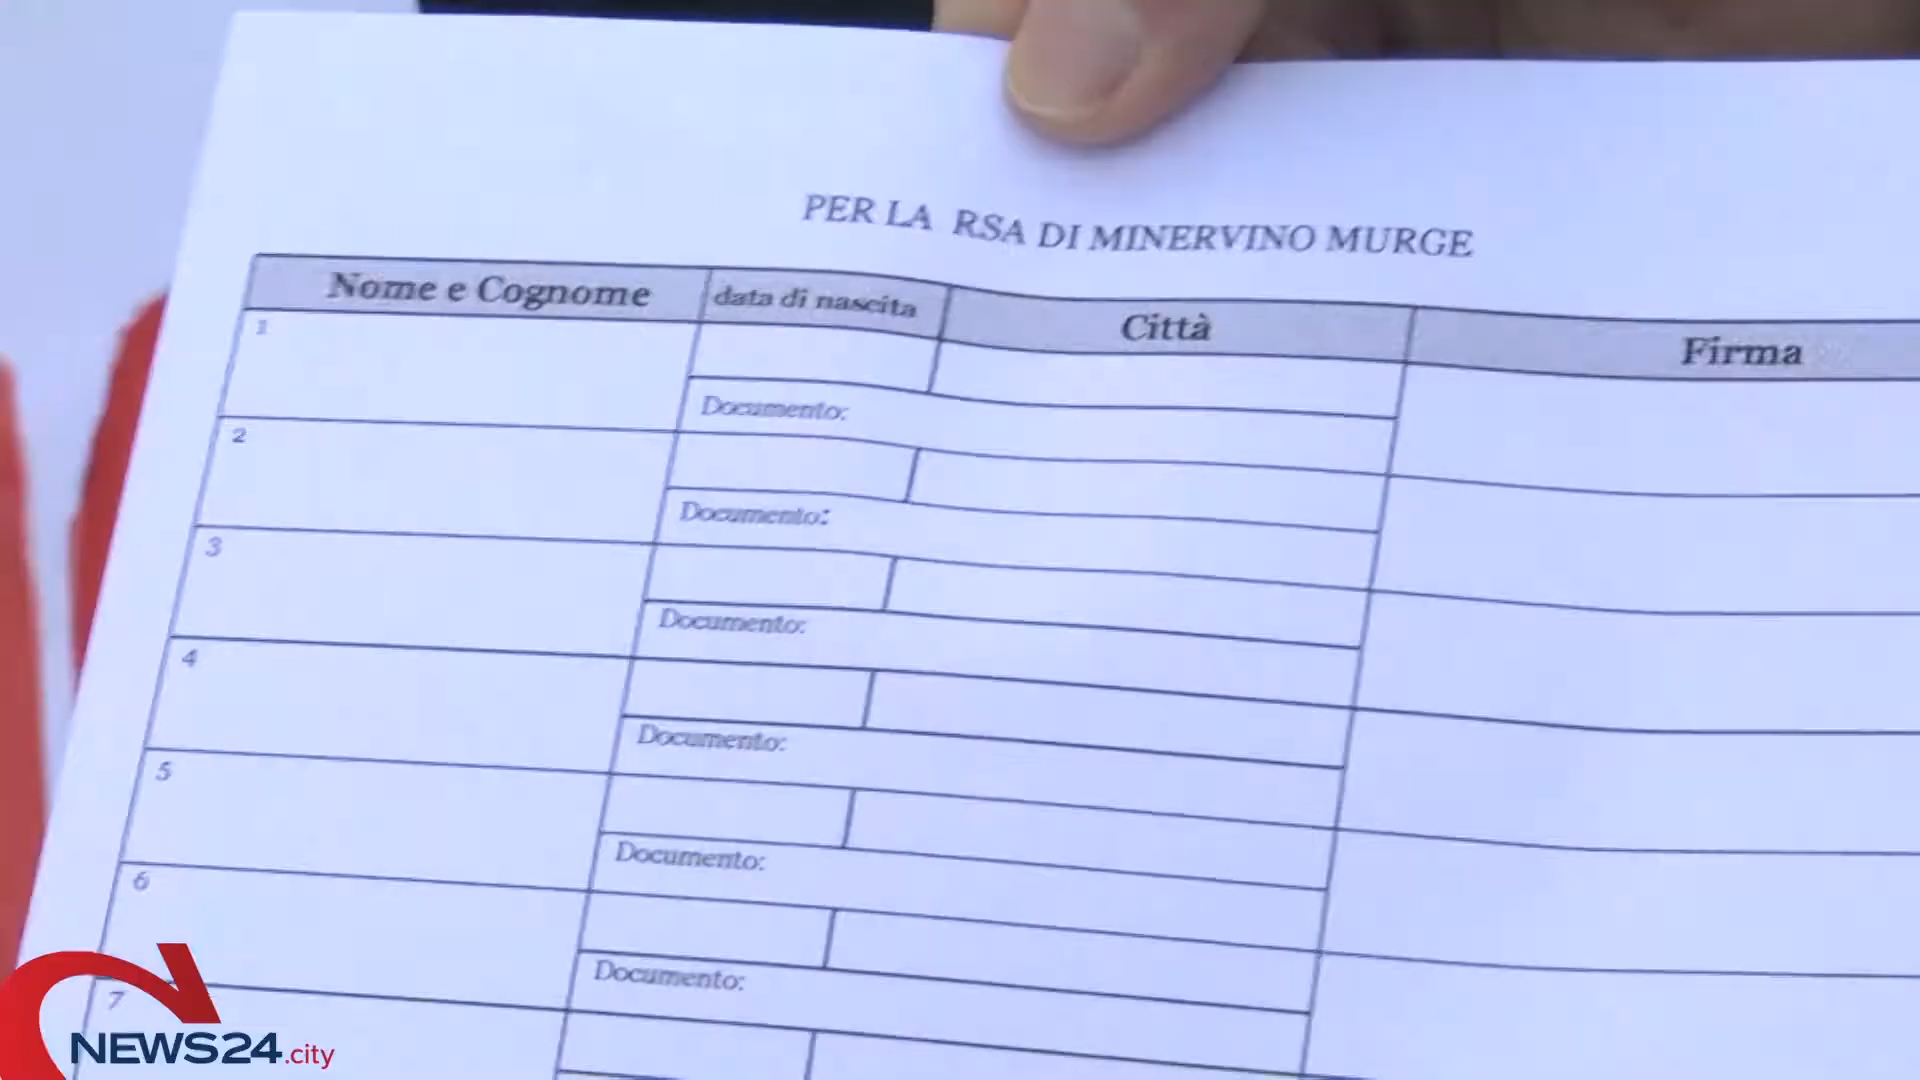 PER LA RSA DI MINERVINO MURGE
Nome e Cognome data di nascita Città Firma
1
Documento:
2
Documento:
3
Documento:
4
Documento:
5
Documento:
6
Documento:
7
NEWS24.city